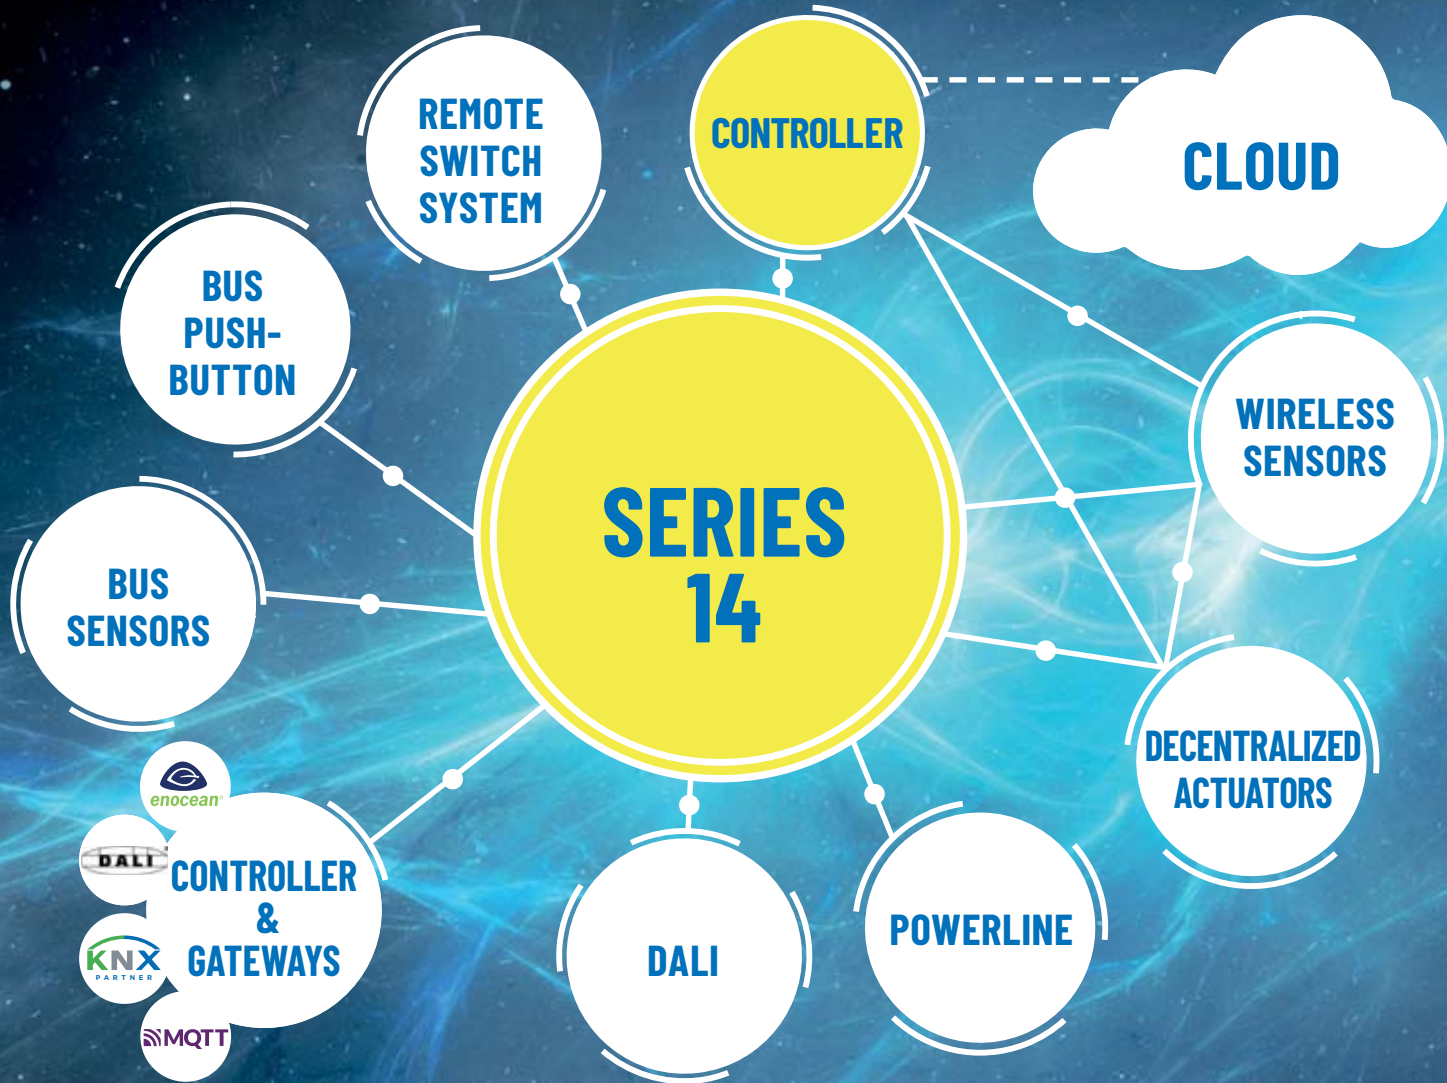 REMOTE
SWITCH
SYSTEM
CONTROLLER
CLOUD
BUS
PUSH-
BUTTON
WIRELESS
SENSORS
SERIES
14
BUS
SENSORS
DECENTRALIZED
ACTUATORS
enocean®
DALI
CONTROLLER
&
GATEWAYS
KNX
PARTNER
MQTT
DALI
POWERLINE